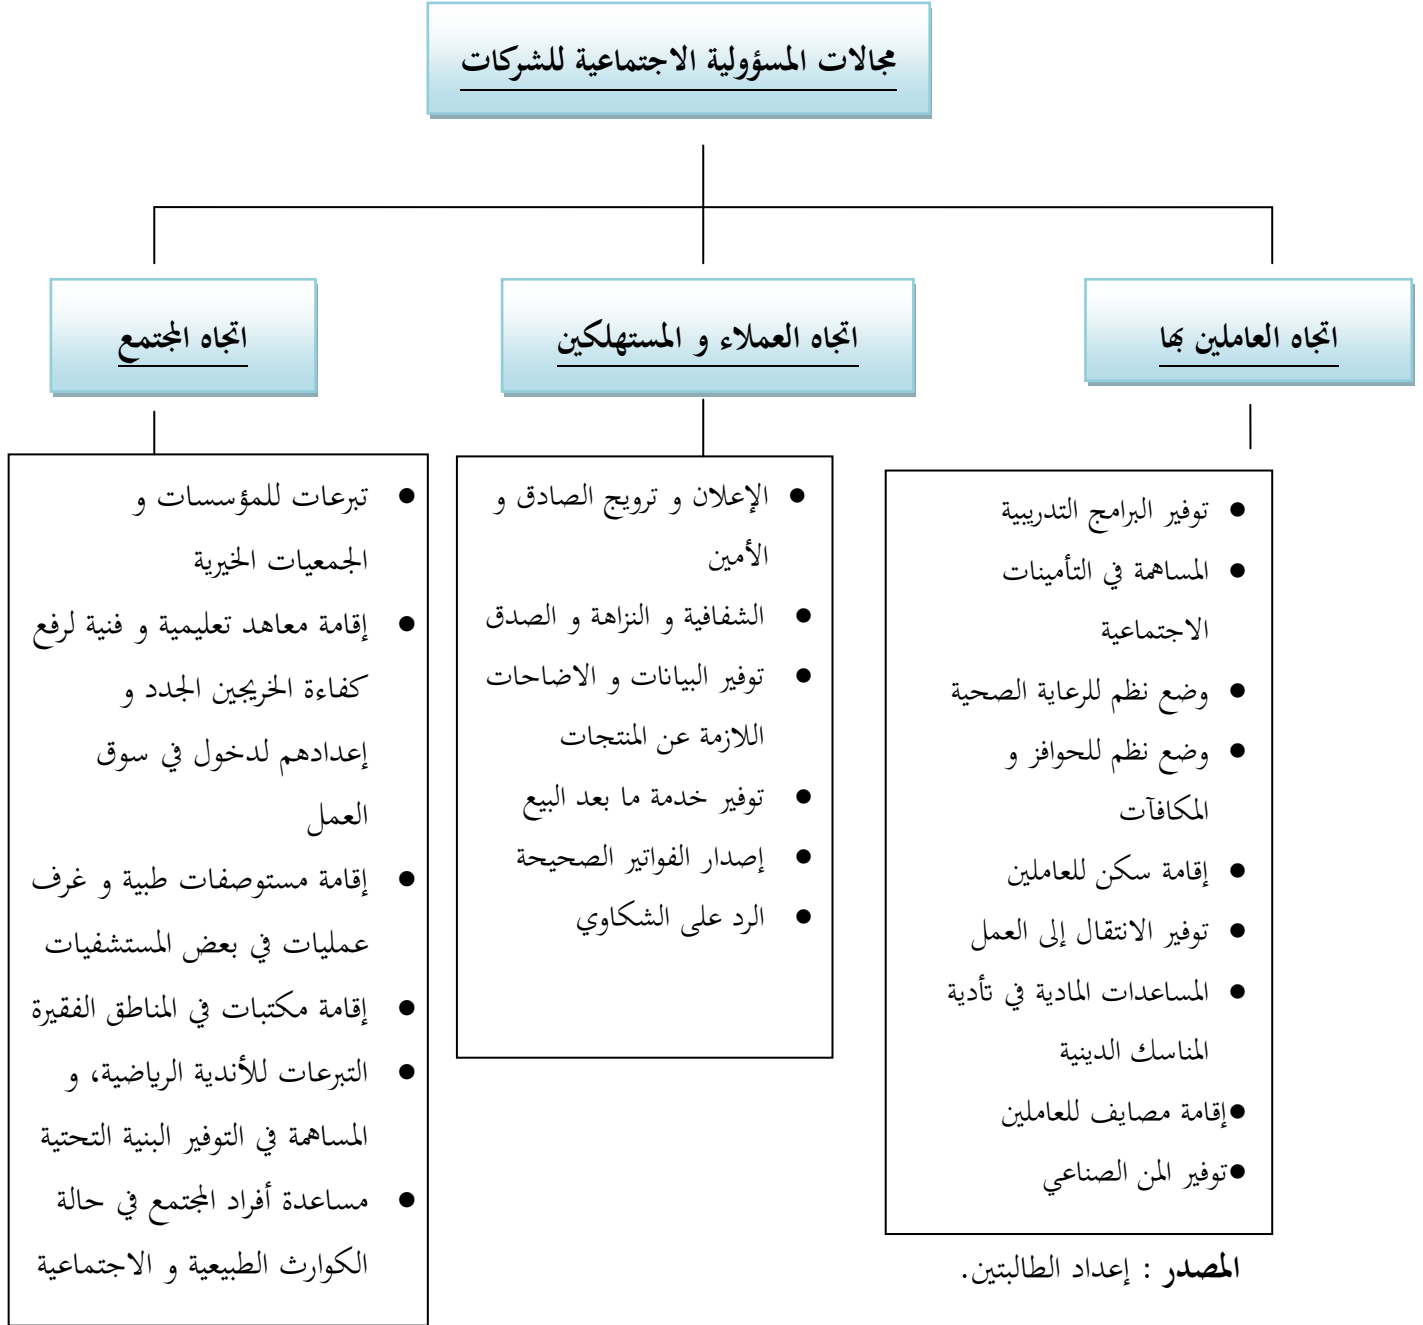 مجالات المسؤولية الاجتماعية للشركات
اتجاه العاملين بها
● توفير البرامج التدريبية
● المساهمة في التأمينات
الاجتماعية
● وضع نظم للرعاية الصحية
● وضع نظم للحوافز و
المكافآت
● إقامة سكن للعاملين
● توفير الانتقال إلى العمل
● المساعدات المادية في تأدية
المناسك الدينية
●إقامة مصايف للعاملين
●توفير المن الصناعي
اتجاه العملاء و المستهلكين
● الإعلان و ترويج الصادق و
الأمين
● الشفافية و النزاهة و الصدق
● توفير البيانات و الاضاحات
اللازمة عن المنتجات
● توفير خدمة ما بعد البيع
● إصدار الفواتير الصحيحة
● الرد على الشكاوي
اتجاه المجتمع
● تبرعات للمؤسسات و
الجمعيات الخيرية
● إقامة معاهد تعليمية و فنية لرفع
كفاءة الخريجين الجدد و
إعدادهم لدخول في سوق
العمل
● إقامة مستوصفات طبية و غرف
عمليات في بعض المستشفيات
● إقامة مكتبات في المناطق الفقيرة
● التبرعات للأندية الرياضية، و
المساهمة في التوفير البنية التحتية
● مساعدة أفراد المجتمع في حالة
الكوارث الطبيعية و الاجتماعية
المصدر : إعداد الطالبتين.